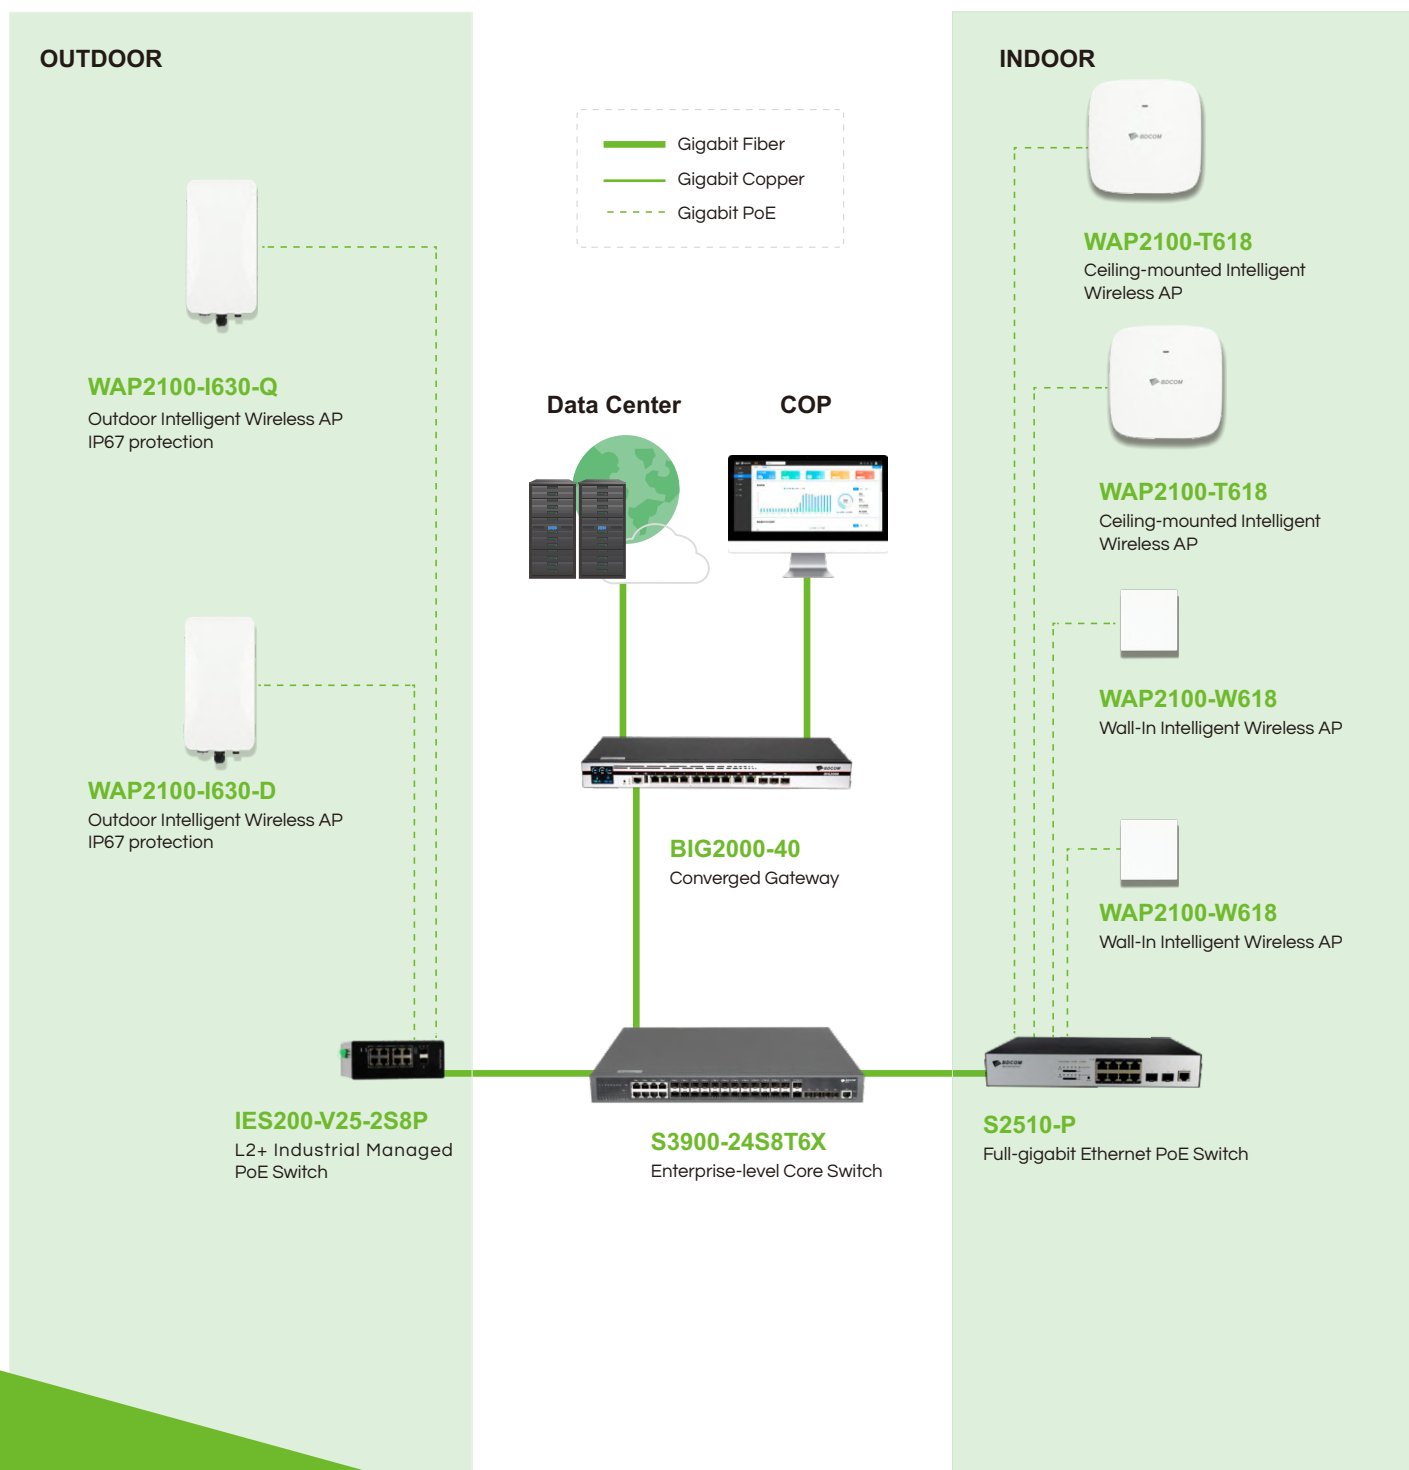 OUTDOOR
WAP2100-I630-Q
Outdoor Intelligent Wireless AP
IP67 protection
WAP2100-I630-D
Outdoor Intelligent Wireless AP
IP67 protection
IES200-V25-2S8P
L2+ Industrial Managed
PoE Switch
Gigabit Fiber
Gigabit Copper
Gigabit PoE
Data Center
COP
BDCOM
BIG2000-40
Converged Gateway
S3900-24S8T6X
Enterprise-level Core Switch
INDOOR
BDCOM
WAP2100-T618
Ceiling-mounted Intelligent
Wireless AP
BDCOM
WAP2100-T618
Ceiling-mounted Intelligent
Wireless AP
WAP2100-W618
Wall-In Intelligent Wireless AP
WAP2100-W618
Wall-In Intelligent Wireless AP
BDCOM
S2510-P
Full-gigabit Ethernet PoE Switch